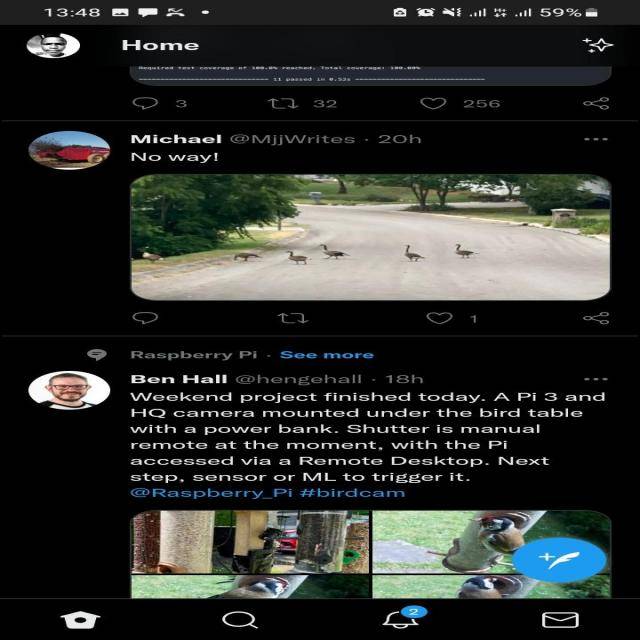 13:48
59%
Home
Required test coverage of 100.0% reached. Total coverage: 100.00%
11 passed in 0.52s
3 32 256
Michael @MjjWrites · 20h
No way!
1
Raspberry Pi · See more
Ben Hall @hengehall · 18h
Weekend project finished today. A Pi 3 and
HQ camera mounted under the bird table
with a power bank. Shutter is manual
remote at the moment, with the Pi
accessed via a Remote Desktop. Next
step, sensor or ML to trigger it.
@Raspberry_Pi #birdcam
2